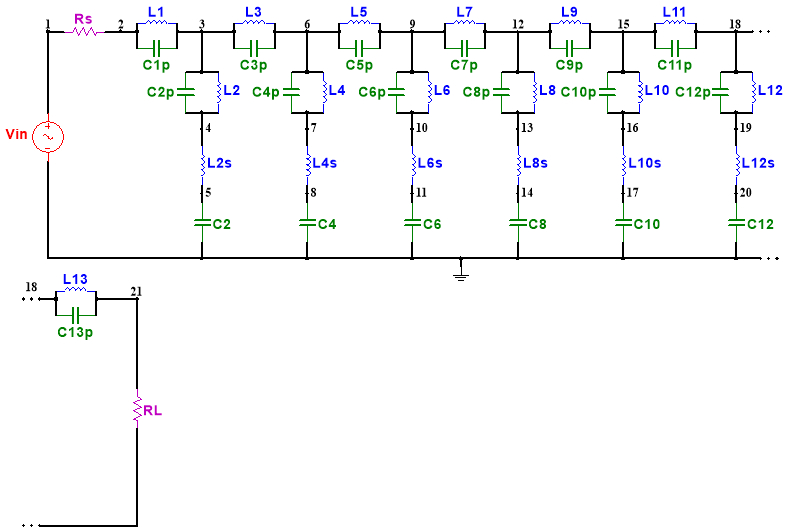 L1 L3 L5 L7 L9 L11
1 Rs 2 3 6 9 12 15 18
C1p C3p C5p C7p C9p C11p
C2p L2 C4p L4 C6p L6 C8p L8 C10p L10 C12p L12
Vin 4 7 10 13 16 19
L2s L4s L6s L8s L10s L12s
5 8 11 14 17 20
C2 C4 C6 C8 C10 C12
L13
18 21
C13p
RL